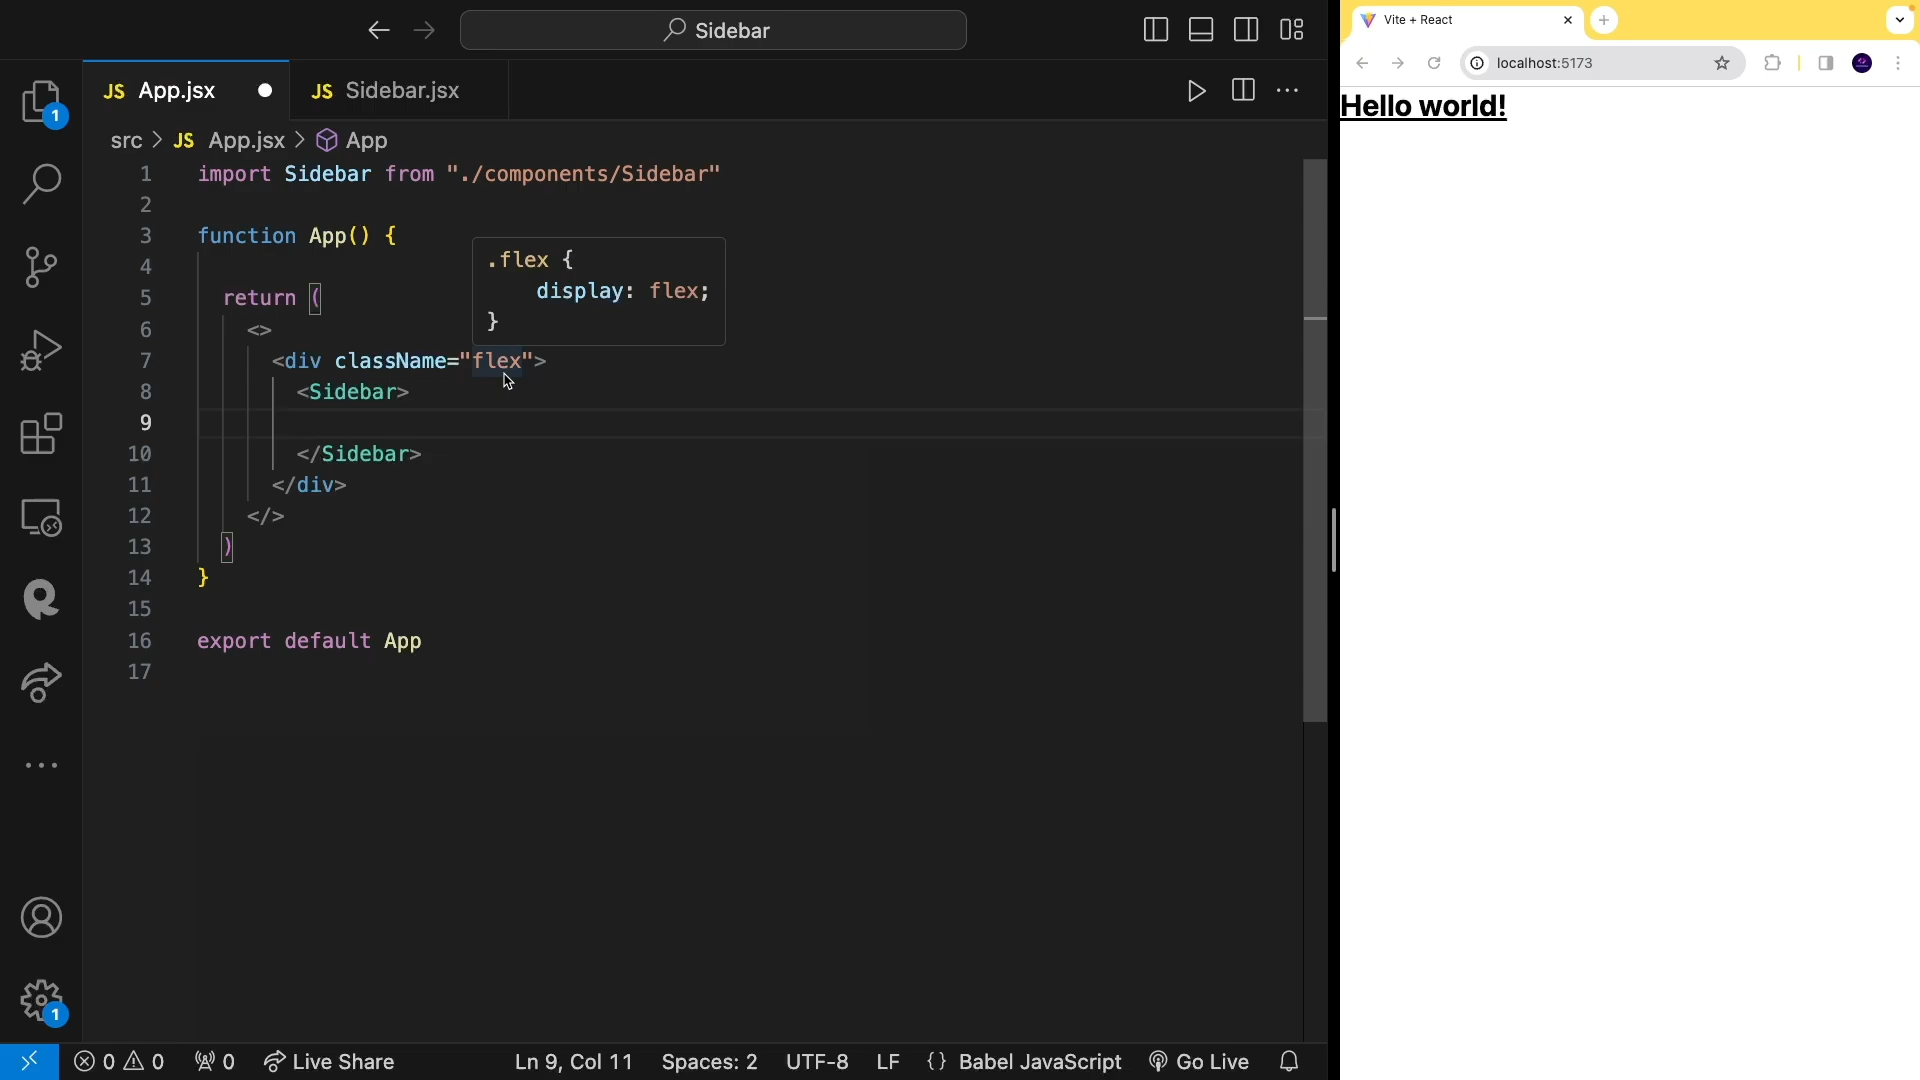 Sidebar
JS App.jsx
JS Sidebar.jsx
src > JS App.jsx > App
1 import Sidebar from "./components/Sidebar"
2
3 function App() {
4
5 return (
6 <>
7 <div className="flex">
8 <Sidebar>
9
10 </Sidebar>
11 </div>
12 </>
13 )
14 }
15
16 export default App
17
.flex {
display: flex;
}
1
1
0 0 0 Live Share Ln 9, Col 11 Spaces: 2 UTF-8 LF {} Babel JavaScript Go Live
Vite + React
localhost:5173
Hello world!